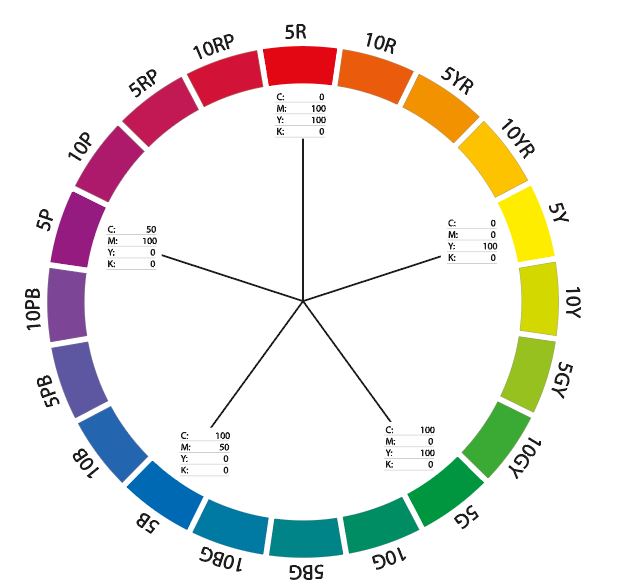 5R
10R
5YR
10YR
5Y
10Y
5GY
10GY
5G
10G
5BG
10BG
5B
10B
5PB
10PB
5P
10P
5RP
10RP
C: 0
M: 100
Y: 100
K: 0
C: 0
M: 0
Y: 100
K: 0
C: 100
M: 0
Y: 100
K: 0
C: 100
M: 50
Y: 0
K: 0
C: 50
M: 100
Y: 0
K: 0